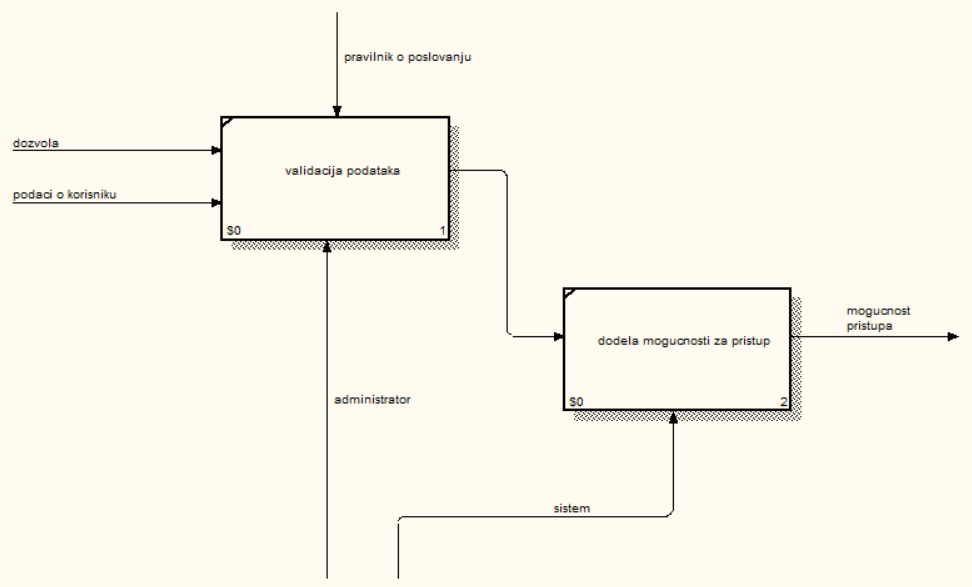 pravilnik o poslovanju
dozvola
validacija podataka
podaci o korisniku
$0
1
mogucnost
pristupa
dodela mogucnosti za pristup
administrator
$0
2
sistem